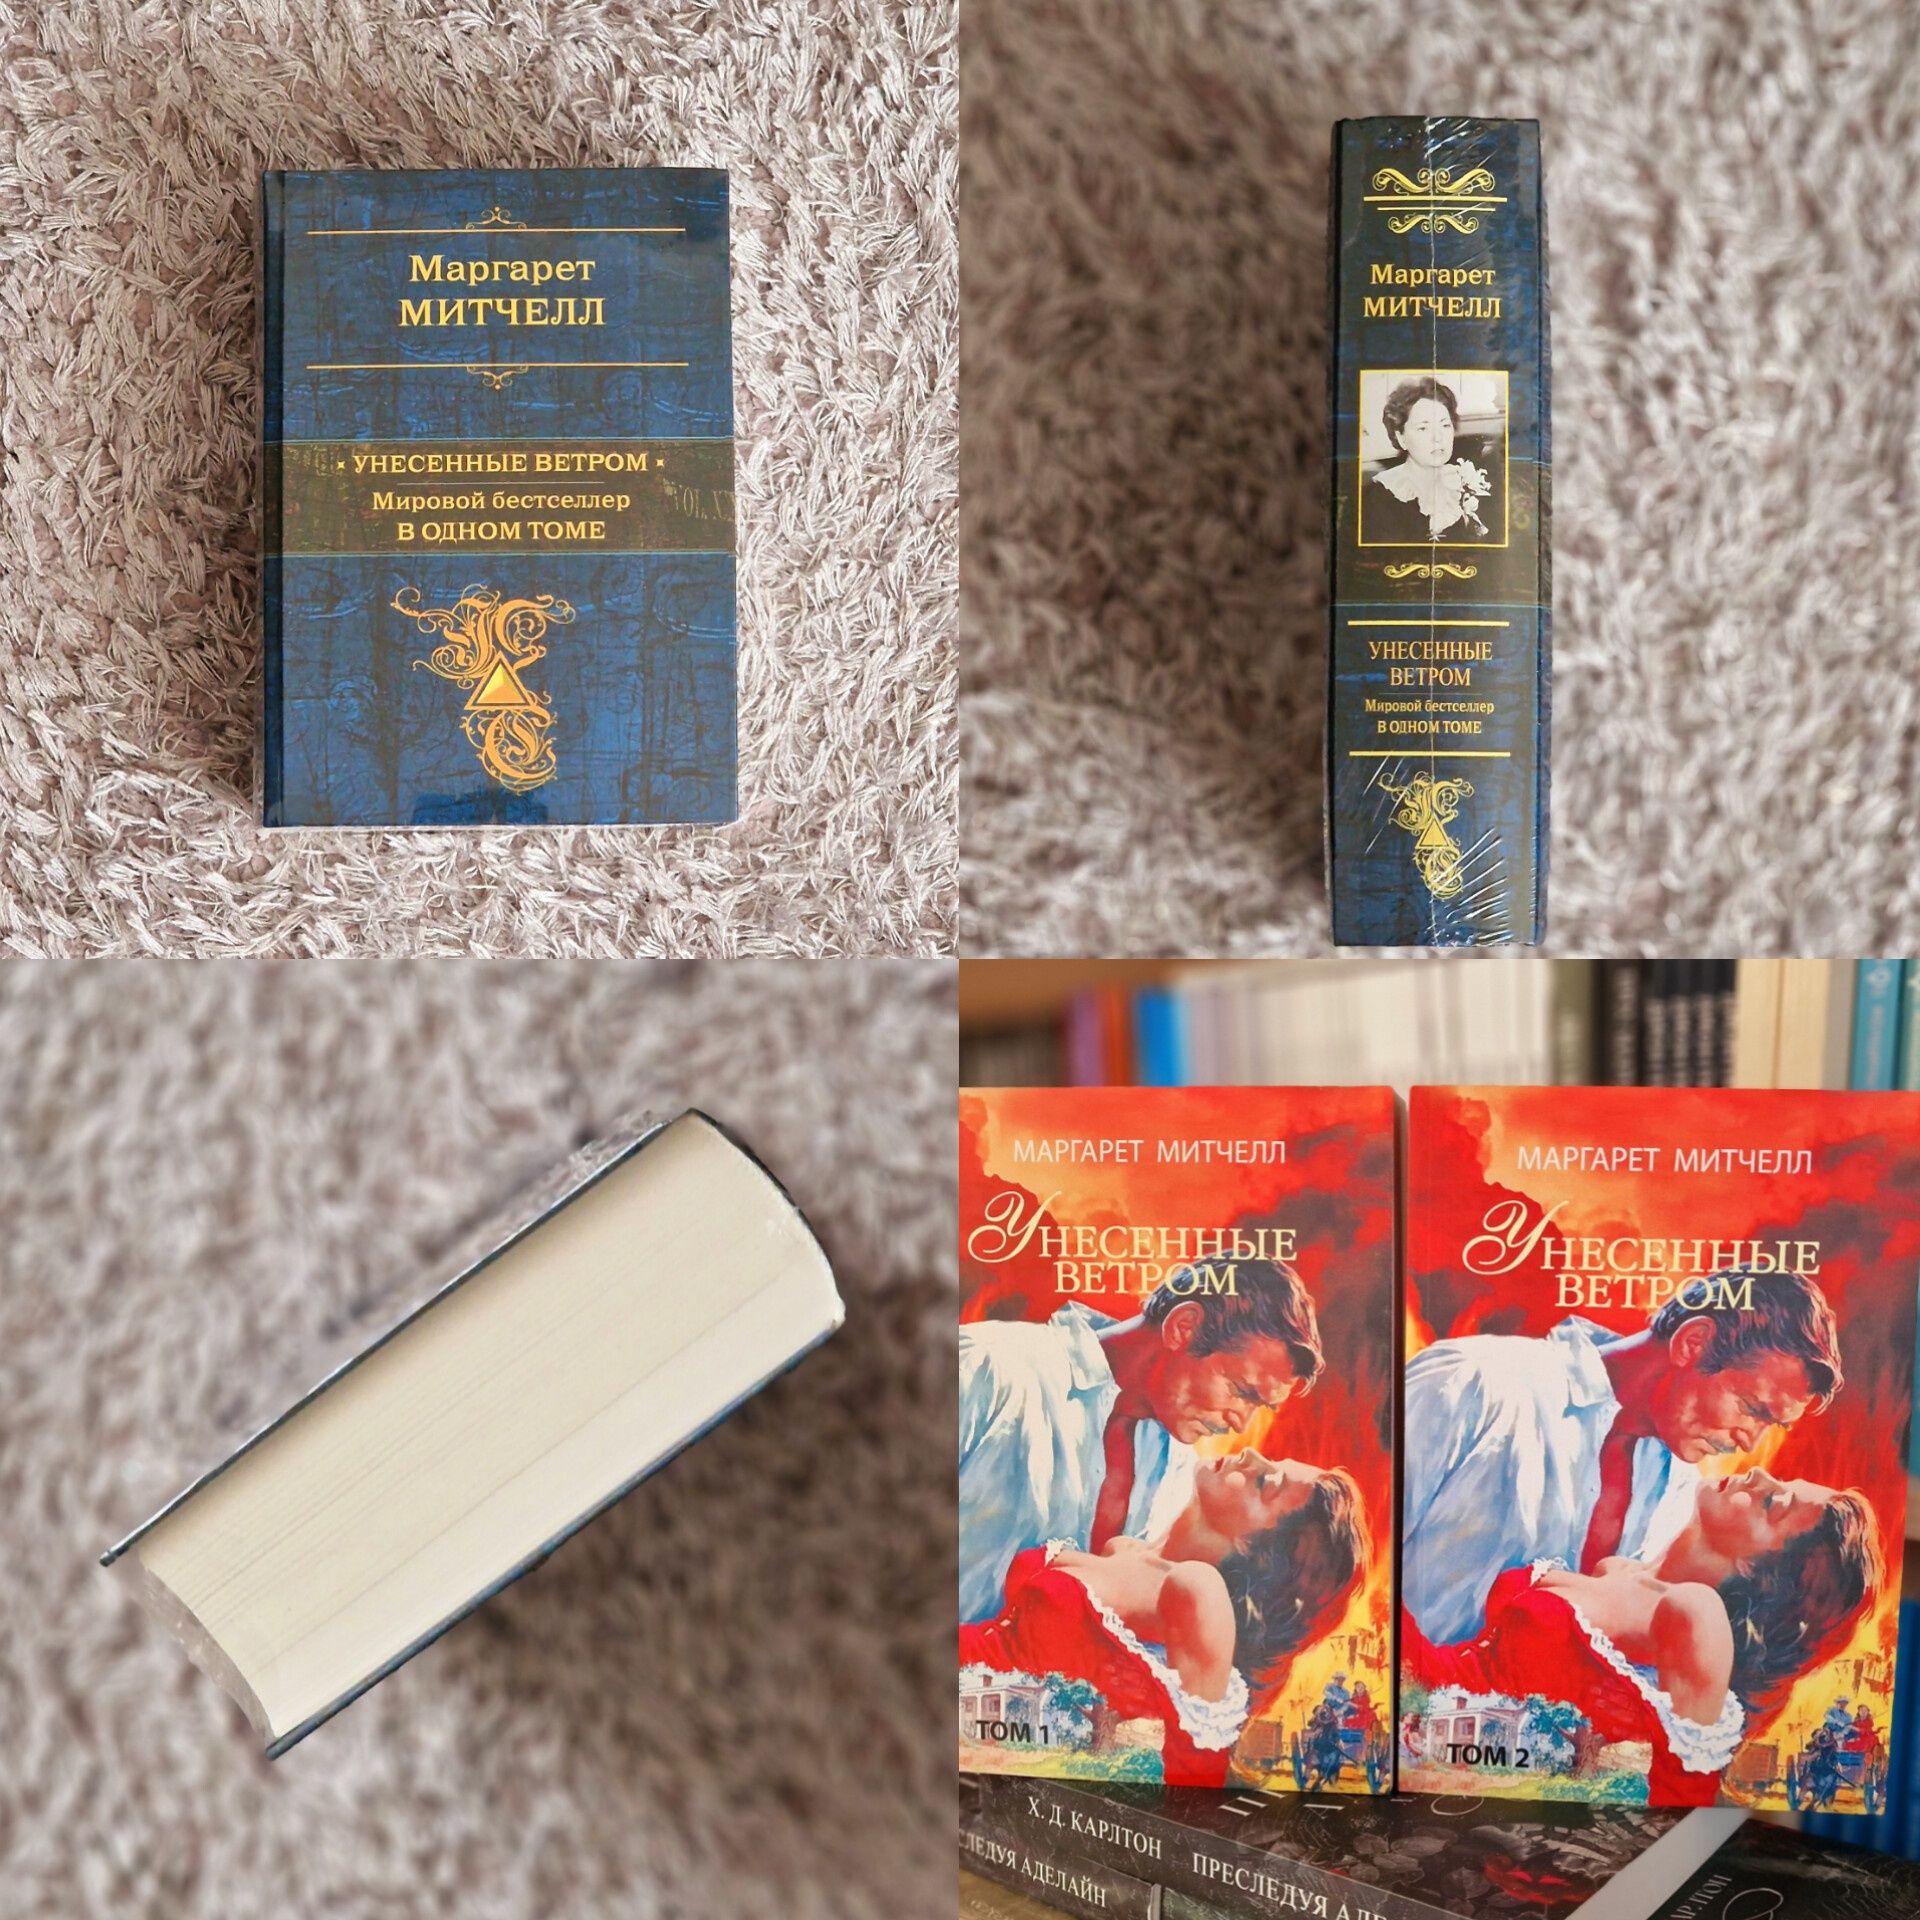 Маргарет
МИТЧЕЛЛ
УНЕСЕННЫЕ ВЕТРОМ
Мировой бестселлер
В ОДНОМ ТОМЕ
Маргарет
МИТЧЕЛЛ
УНЕСЕННЫЕ
ВЕТРОМ
Мировой бестселлер
В ОДНОМ ТОМЕ
МАРГАРЕТ МИТЧЕЛЛ
УНЕСЕННЫЕ
ВЕТРОМ
ТОМ 1
МАРГАРЕТ МИТЧЕЛЛ
УНЕСЕННЫЕ
ВЕТРОМ
ТОМ 2
Х. Д. КАРЛТОН ПРЕСЛЕДУЯ
АДЕЛАЙН